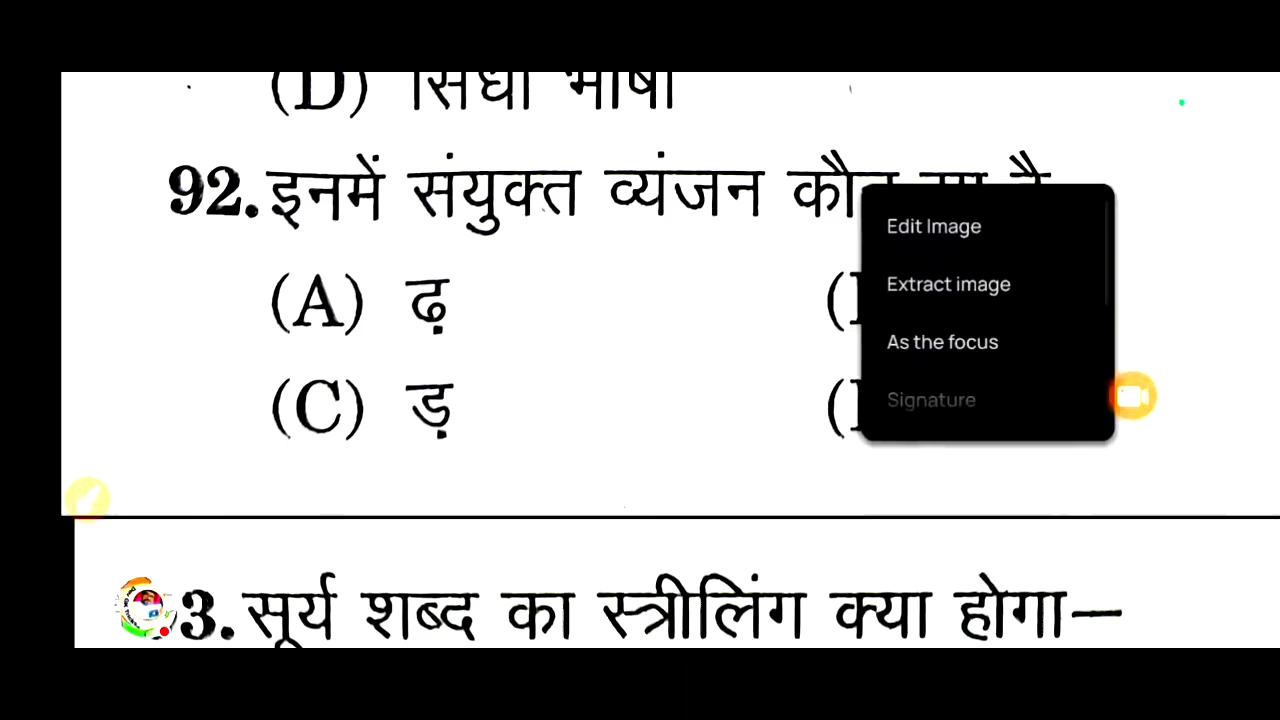 (D) सिंधी भाषा
92. इनमें संयुक्त व्यंजन कौन
Edit Image
(A) ढ़
Extract image
As the focus
(C) ड़
Signature
3. सूर्य शब्द का स्त्रीलिंग क्या होगा—